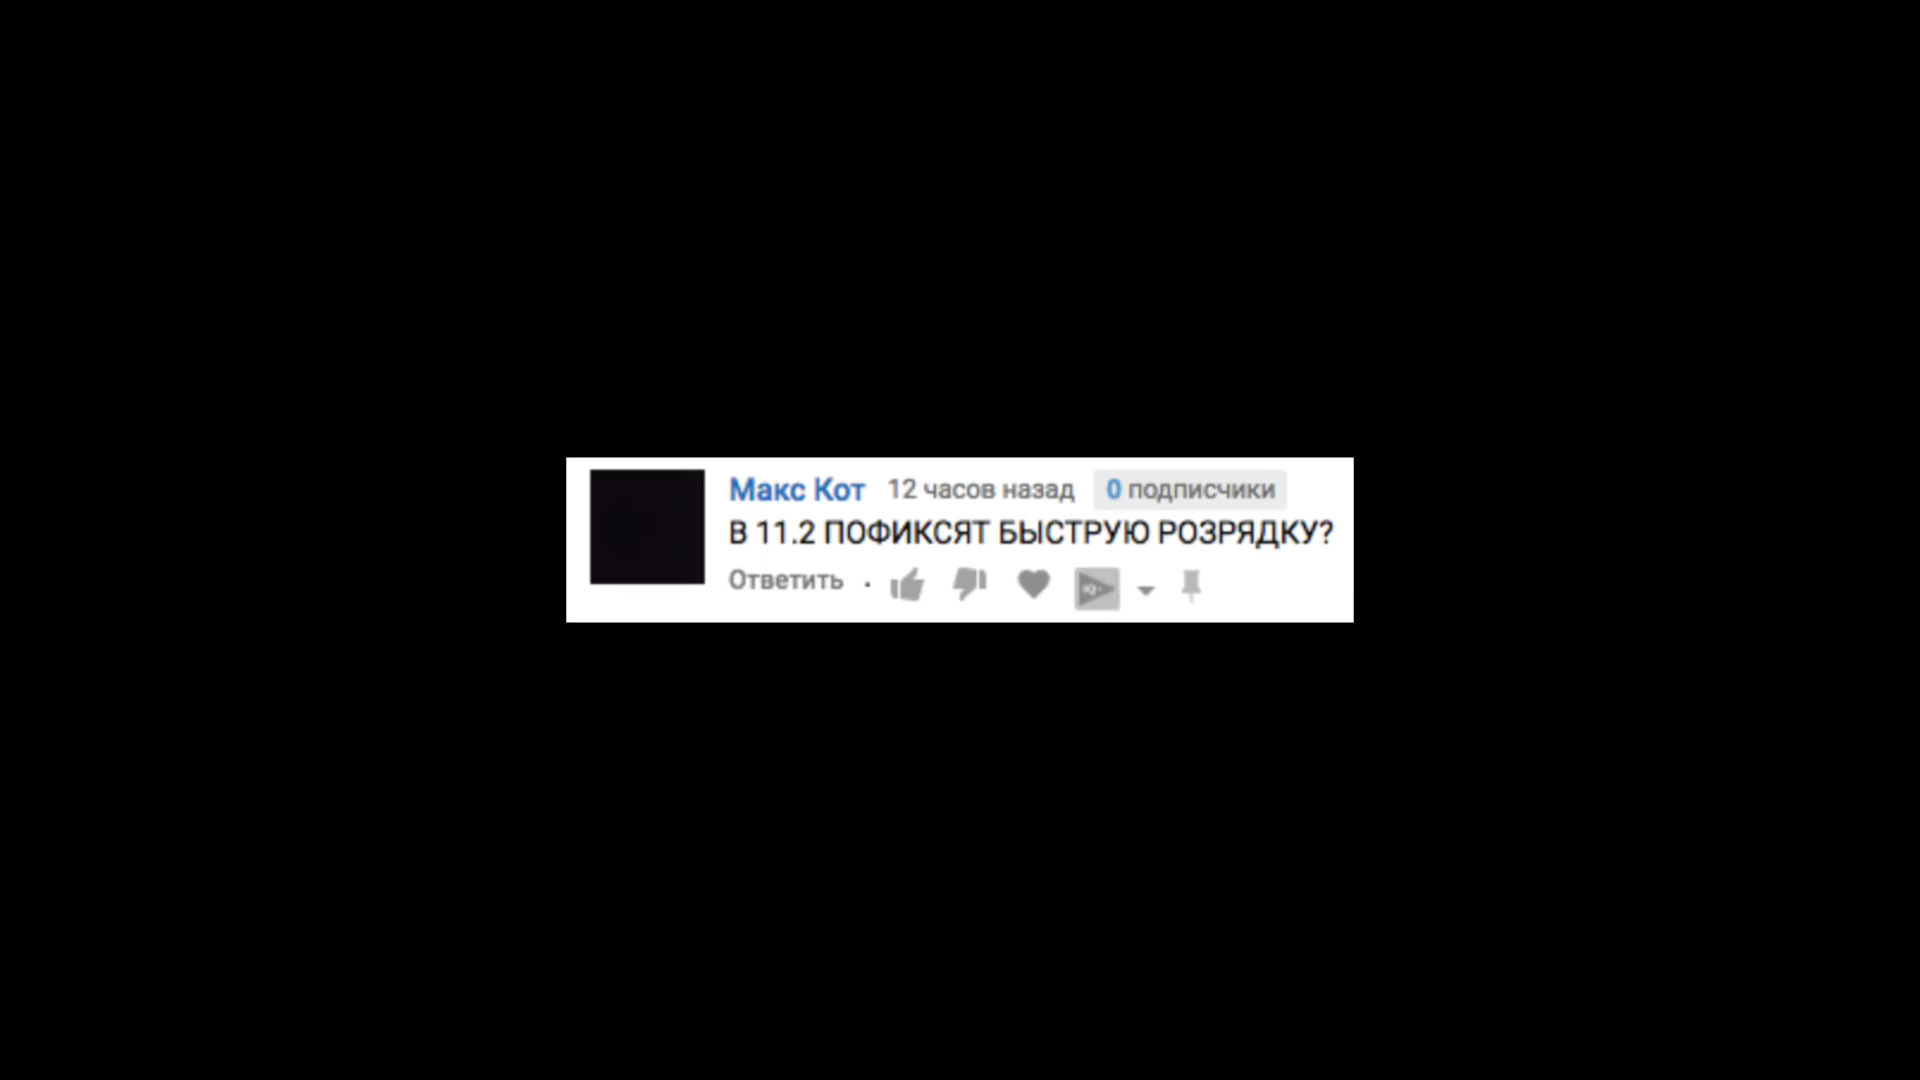 Макс Кот 12 часов назад 0 подписчики
В 11.2 ПОФИКСЯТ БЫСТРУЮ РОЗРЯДКУ?
Ответить ·